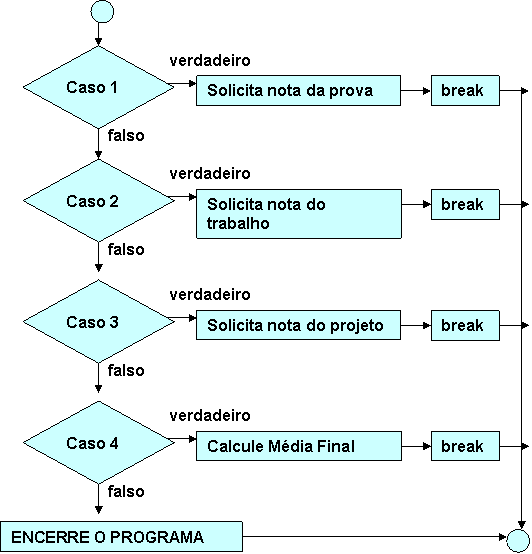 verdadeiro
Caso 1
Solicita nota da prova
break
falso
verdadeiro
Caso 2
Solicita nota do
trabalho
break
falso
verdadeiro
Caso 3
Solicita nota do projeto
break
falso
verdadeiro
Caso 4
Calcule Média Final
break
falso
ENCERRE O PROGRAMA